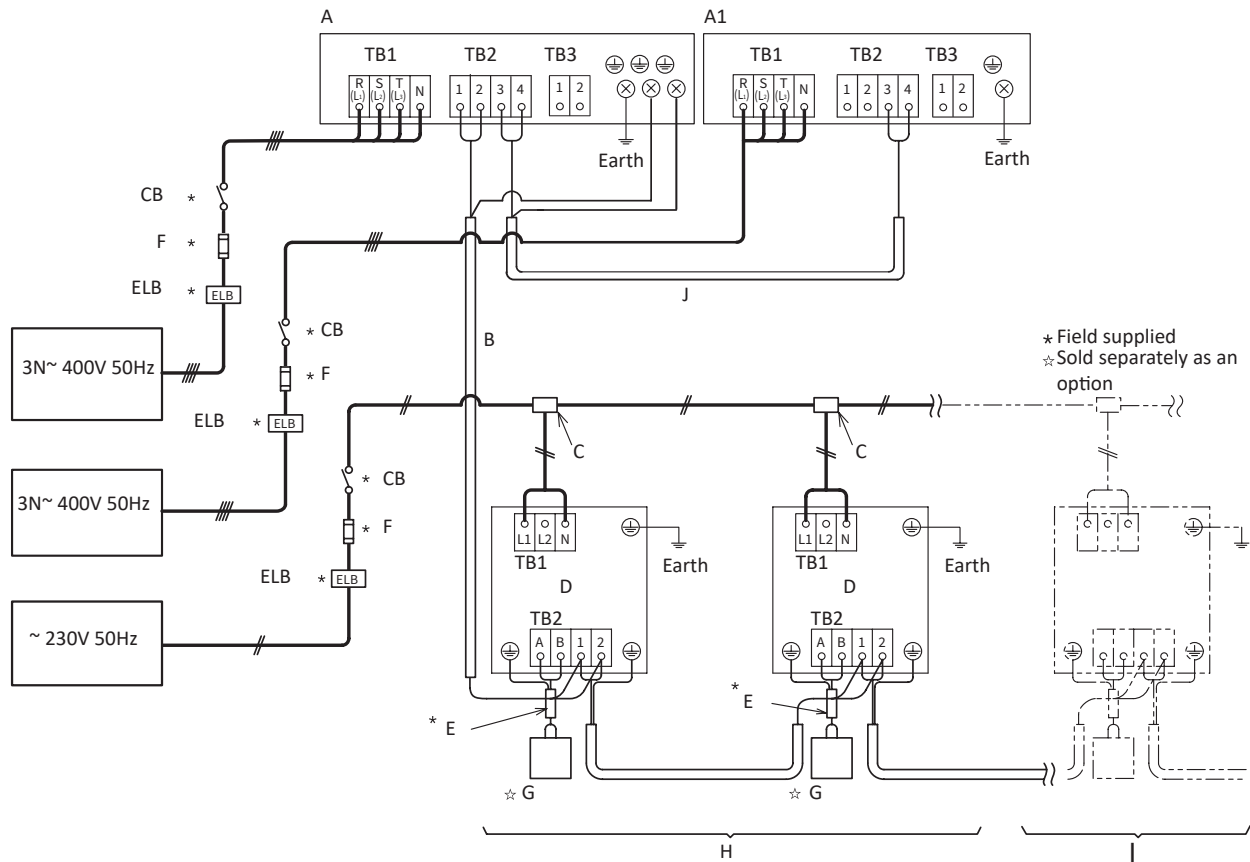 A
A1
TB1
TB2
TB3
R (L1)
S (L2)
T (L3)
N
1
2
3
4
1
2
Earth
TB1
TB2
TB3
R (L1)
S (L2)
T (L3)
N
1
2
3
4
1
2
Earth
CB *
F *
ELB * ELB
J
3N~ 400V 50Hz
* CB
* F
ELB * ELB
B
* Field supplied
☆ Sold separately as an
option
C
C
3N~ 400V 50Hz
* CB
* F
ELB * ELB
~ 230V 50Hz
L1
L2
N
TB1
Earth
D
TB2
A
B
1
2
L1
L2
N
TB1
Earth
D
TB2
A
B
1
2
* E
* E
☆ G
☆ G
H
I